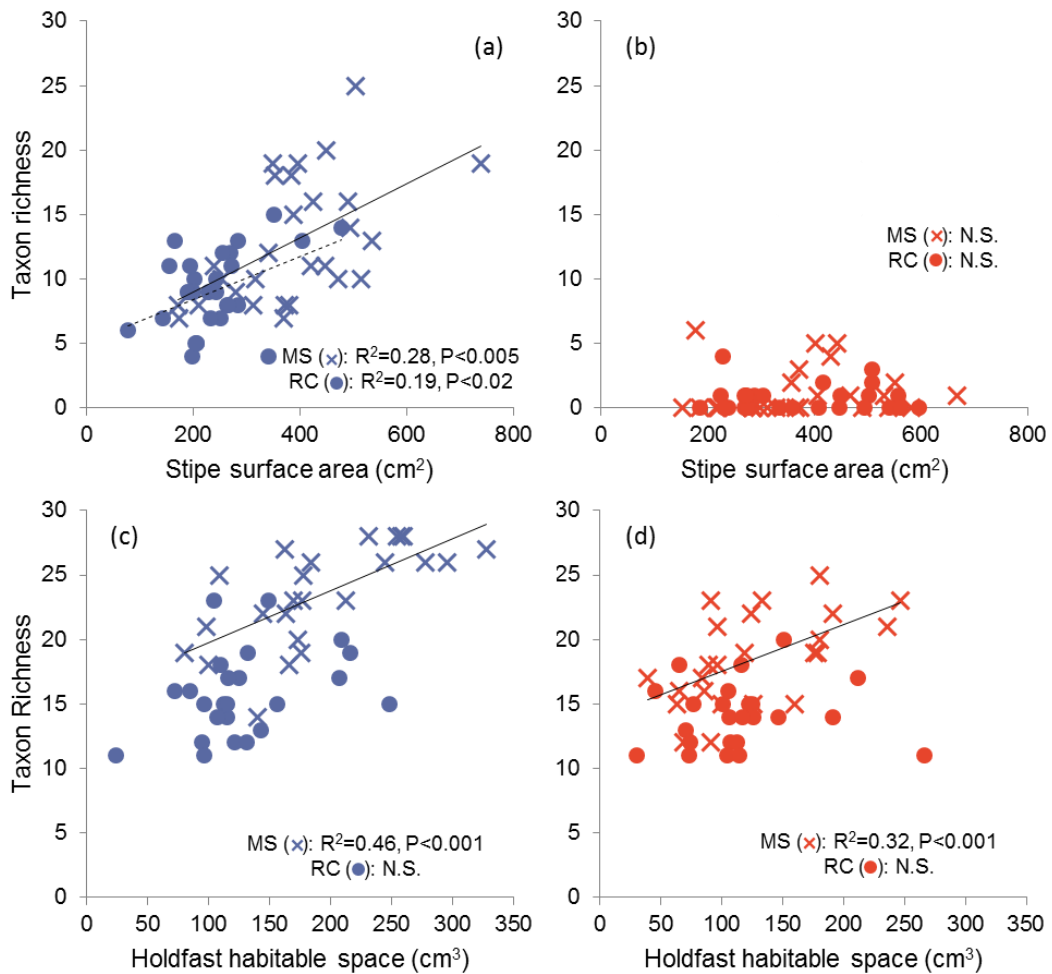 30
25
20
15
10
5
0
Taxon richness
(a)
MS (×): R²=0.28, P<0.005
RC (●): R²=0.19, P<0.02
0 200 400 600 800
Stipe surface area (cm²)
30
25
20
15
10
5
0
(b)
MS (×): N.S.
RC (●): N.S.
0 200 400 600 800
Stipe surface area (cm²)
30
25
20
15
10
5
0
Taxon Richness
(c)
MS (×): R²=0.46, P<0.001
RC (●): N.S.
0 50 100 150 200 250 300 350
Holdfast habitable space (cm³)
30
25
20
15
10
5
0
(d)
MS (×): R²=0.32, P<0.001
RC (●): N.S.
0 50 100 150 200 250 300 350
Holdfast habitable space (cm³)